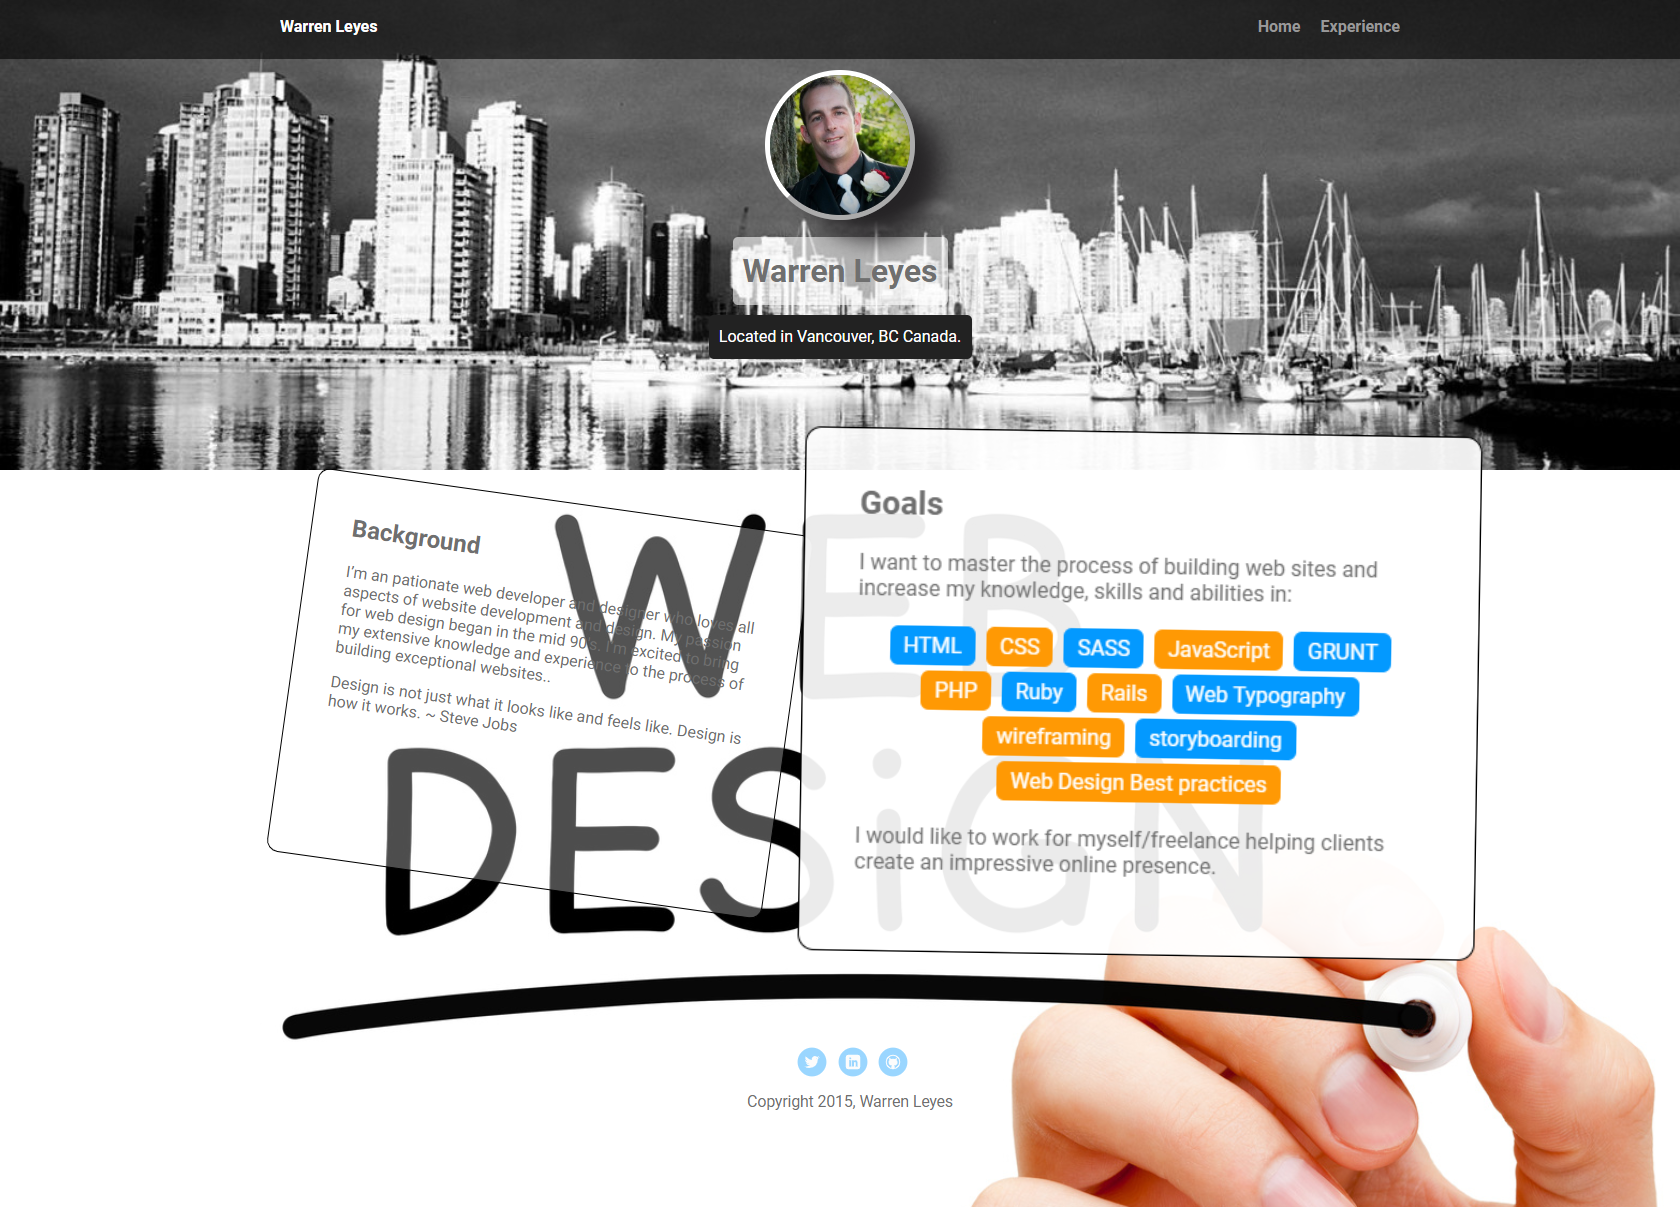 Warren Leyes
Home Experience
Warren Leyes
Located in Vancouver, BC Canada.
Background
I'm an pationate web developer and designer who loves all
aspects of website development and design. My passion
for web design began in the mid 90's. I'm excited to bring
my extensive knowledge and experience to the process of
building exceptional websites..
Design is not just what it looks like and feels like. Design is
how it works. ~ Steve Jobs
Goals
I want to master the process of building web sites and
increase my knowledge, skills and abilities in:
HTML CSS SASS JavaScript GRUNT
PHP Ruby Rails Web Typography
wireframing storyboarding
Web Design Best practices
I would like to work for myself/freelance helping clients
create an impressive online presence.
WEB
DESiGN
in
Copyright 2015, Warren Leyes